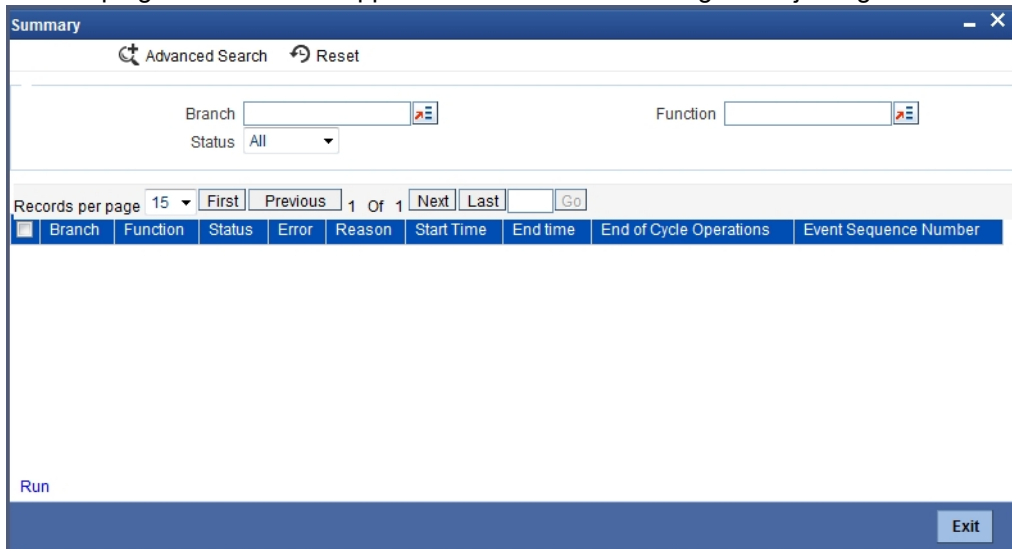 Summary
Advanced Search Reset
Branch Function
Status All
Records per page 15 First Previous 1 Of 1 Next Last Go
Branch Function Status Error Reason Start Time End time End of Cycle Operations Event Sequence Number
Run
Exit